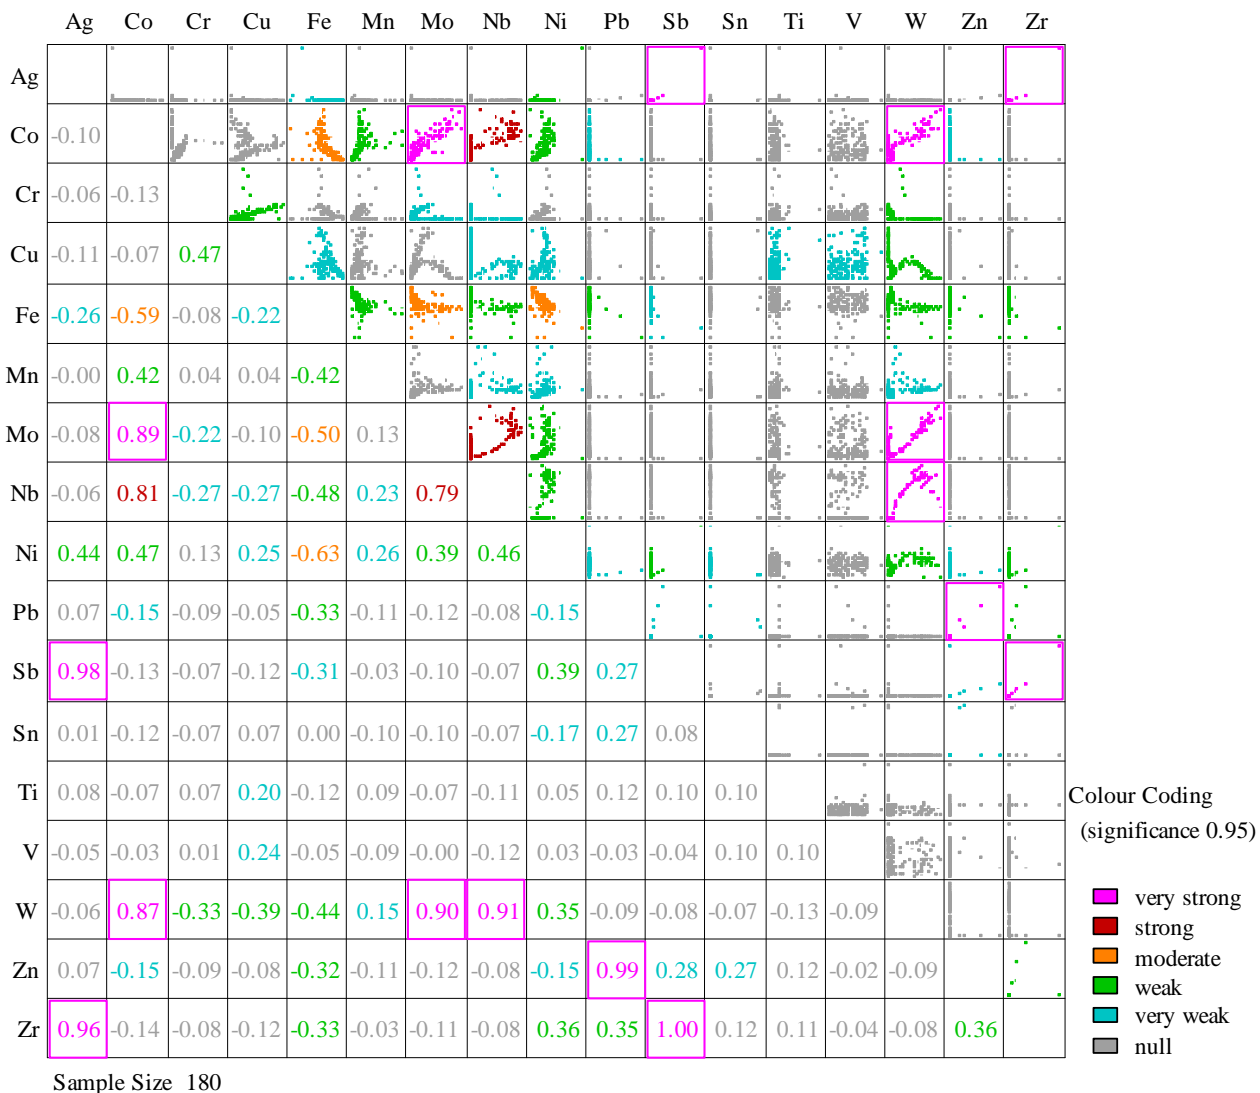 Ag Co Cr Cu Fe Mn Mo Nb Ni Pb Sb Sn Ti V W Zn Zr
Ag
Co -0.10
Cr -0.06 -0.13
Cu -0.11 -0.07 0.47
Fe -0.26 -0.59 -0.08 -0.22
Mn -0.00 0.42 0.04 0.04 -0.42
Mo -0.08 0.89 -0.22 -0.10 -0.50 0.13
Nb -0.06 0.81 -0.27 -0.27 -0.48 0.23 0.79
Ni 0.44 0.47 0.13 0.25 -0.63 0.26 0.39 0.46
Pb 0.07 -0.15 -0.09 -0.05 -0.33 -0.11 -0.12 -0.08 -0.15
Sb 0.98 -0.13 -0.07 -0.12 -0.31 -0.03 -0.10 -0.07 0.39 0.27
Sn 0.01 -0.12 -0.07 0.07 0.00 -0.10 -0.10 -0.07 -0.17 0.27 0.08
Ti 0.08 -0.07 0.07 0.20 -0.12 0.09 -0.07 -0.11 0.05 0.12 0.10 0.10
V -0.05 -0.03 0.01 0.24 -0.05 -0.09 -0.00 -0.12 0.03 -0.03 -0.04 0.10 0.10
W -0.06 0.87 -0.33 -0.39 -0.44 0.15 0.90 0.91 0.35 -0.09 -0.08 -0.07 -0.13 -0.09
Zn 0.07 -0.15 -0.09 -0.08 -0.32 -0.11 -0.12 -0.08 -0.15 0.99 0.28 0.27 0.12 -0.02 -0.09
Zr 0.96 -0.14 -0.08 -0.12 -0.33 -0.03 -0.11 -0.08 0.36 0.35 1.00 0.12 0.11 -0.04 -0.08 0.36
Sample Size 180
Colour Coding
(significance 0.95)
very strong
strong
moderate
weak
very weak
null